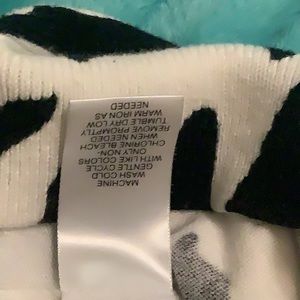 MACHINE
WASH COLD
GENTLE CYCLE
WITH LIKE COLORS
ONLY NON-
CHLORINE BLEACH
WHEN NEEDED
REMOVE PROMPTLY
TUMBLE DRY LOW
WARM IRON AS
NEEDED